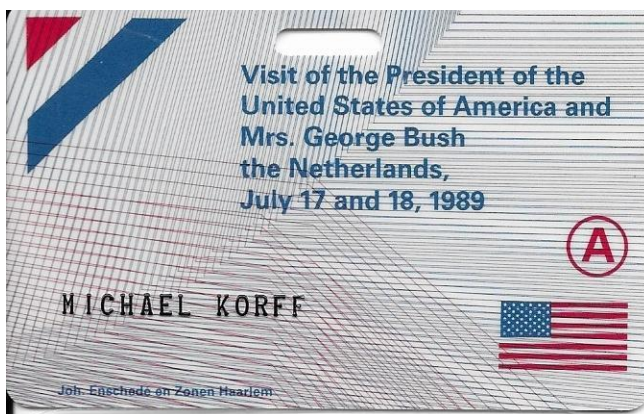 Visit of the President of the
United States of America and
Mrs. George Bush
the Netherlands,
July 17 and 18, 1989
A
MICHAEL KORFF
Joh. Enschedé en Zonen Haarlem